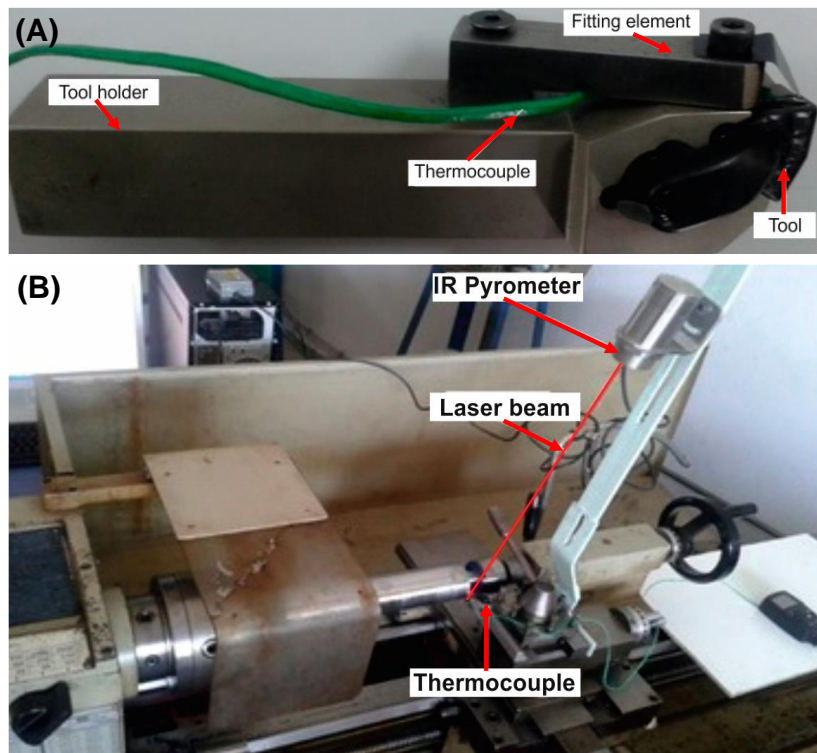 (A)
Fitting element
Tool holder
Thermocouple
Tool
(B)
IR Pyrometer
Laser beam
Thermocouple